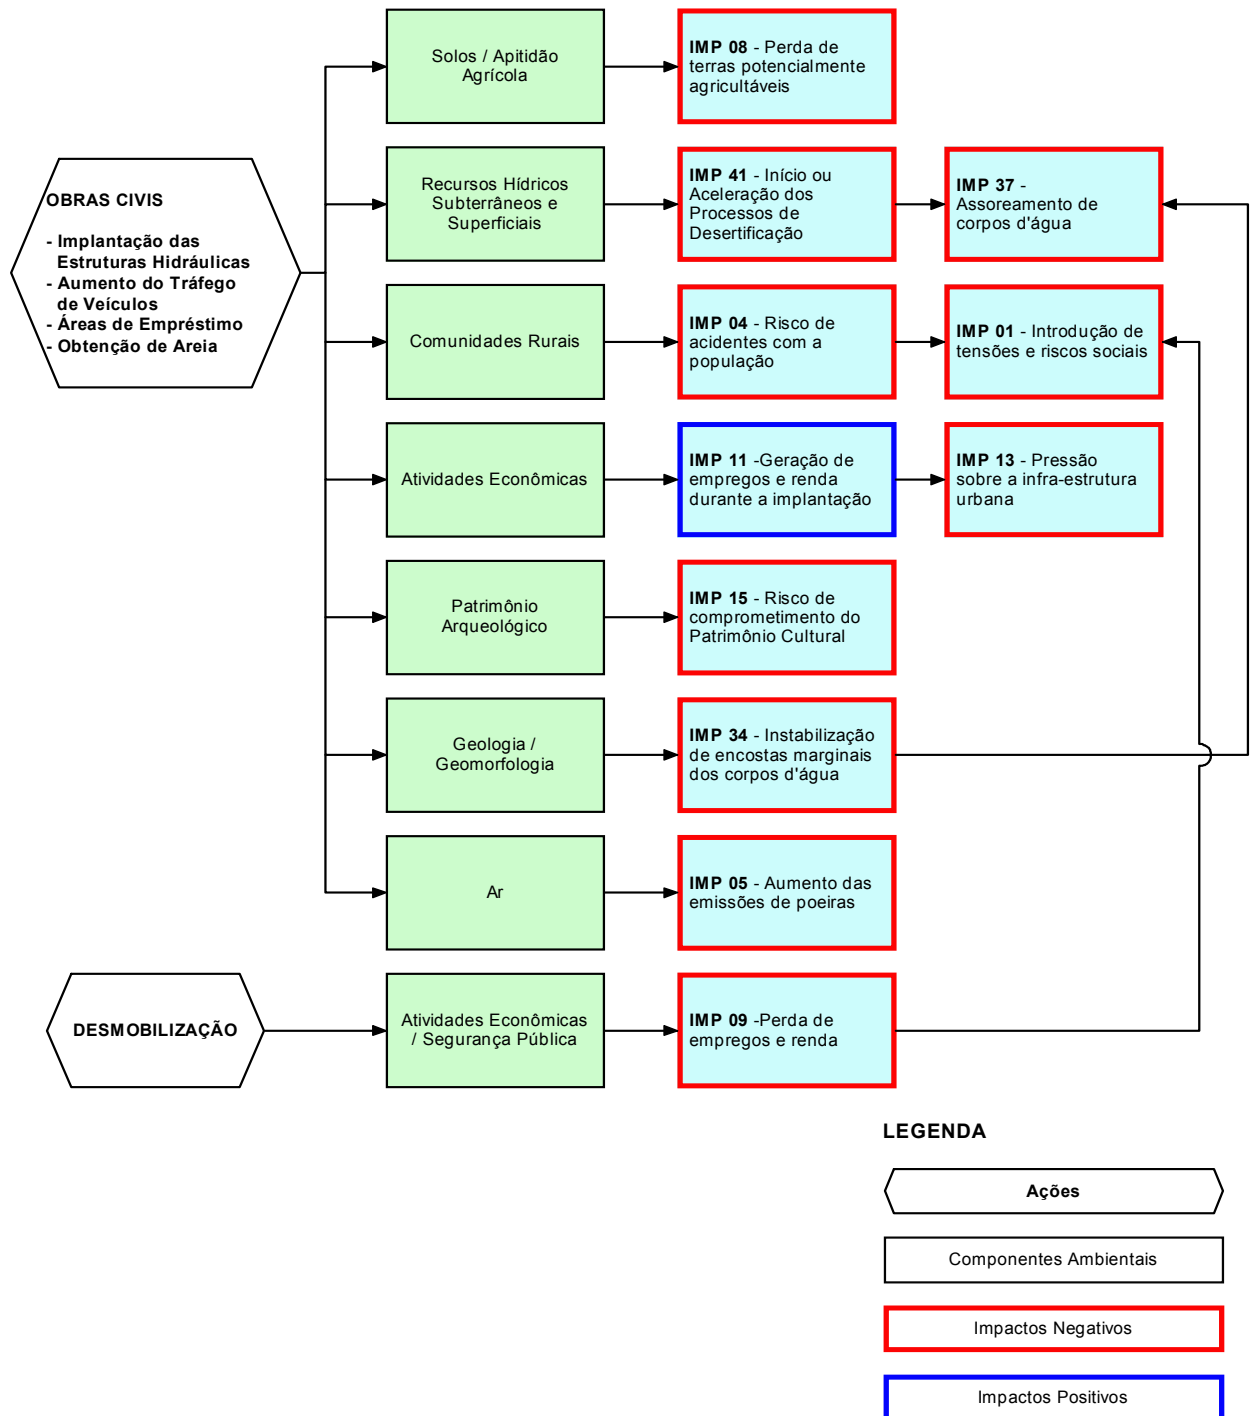 OBRAS CIVIS
- Implantação das
Estruturas Hidráulicas
- Aumento do Tráfego
de Veículos
- Áreas de Empréstimo
- Obtenção de Areia
Solos / Apitidão
Agrícola
IMP 08 - Perda de
terras potencialmente
agricultáveis
Recursos Hídricos
Subterrâneos e
Superficiais
IMP 41 - Início ou
Aceleração dos
Processos de
Desertificação
IMP 37 -
Assoreamento de
corpos d'água
Comunidades Rurais
IMP 04 - Risco de
acidentes com a
população
IMP 01 - Introdução de
tensões e riscos sociais
Atividades Econômicas
IMP 11 -Geração de
empregos e renda
durante a implantação
IMP 13 - Pressão
sobre a infra-estrutura
urbana
Patrimônio
Arqueológico
IMP 15 - Risco de
comprometimento do
Patrimônio Cultural
Geologia /
Geomorfologia
IMP 34 - Instabilização
de encostas marginais
dos corpos d'água
Ar
IMP 05 - Aumento das
emissões de poeiras
DESMOBILIZAÇÃO
Atividades Econômicas
/ Segurança Pública
IMP 09 -Perda de
empregos e renda
LEGENDA
Ações
Componentes Ambientais
Impactos Negativos
Impactos Positivos